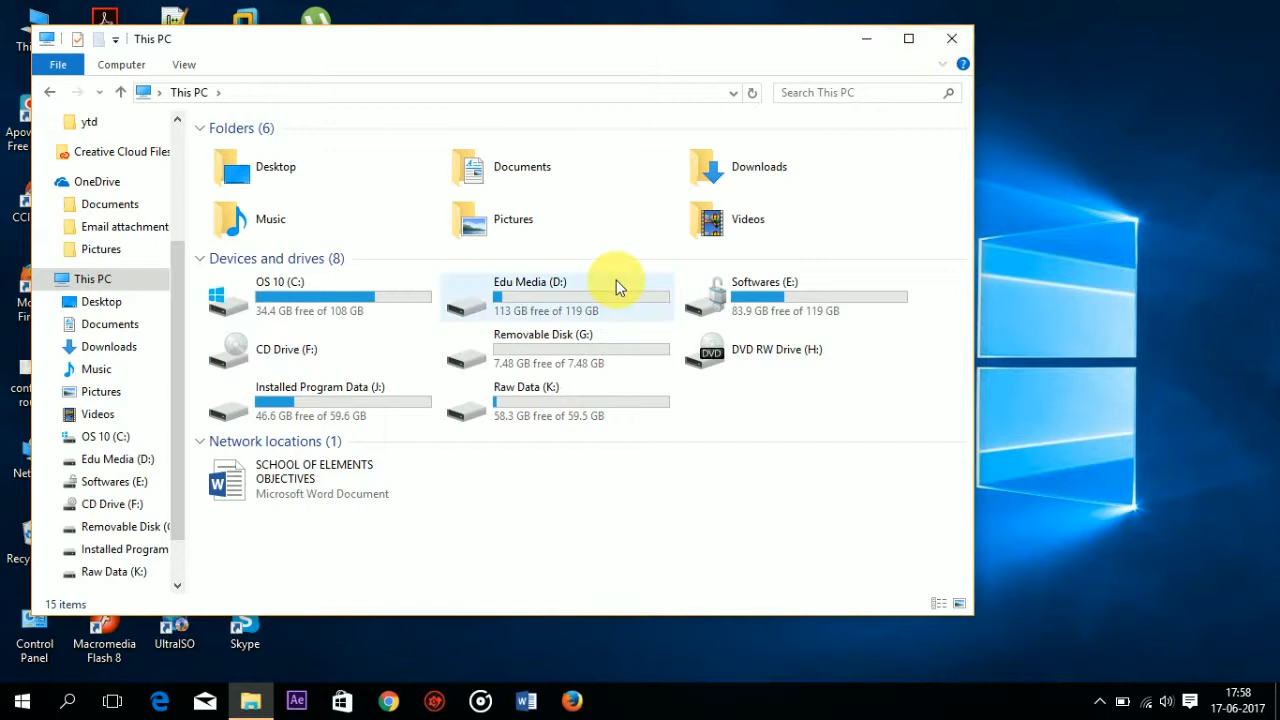 This PC
File
Computer
View
This PC
Search This PC
ytd
Creative Cloud Files
OneDrive
Documents
Email attachment
Pictures
This PC
Desktop
Documents
Downloads
Music
Pictures
Videos
OS 10 (C:)
Edu Media (D:)
Softwares (E:)
CD Drive (F:)
Removable Disk (
Installed Program
Raw Data (K:)
Folders (6)
Desktop
Documents
Downloads
Music
Pictures
Videos
Devices and drives (8)
OS 10 (C:)
34.4 GB free of 108 GB
Edu Media (D:)
113 GB free of 119 GB
Softwares (E:)
83.9 GB free of 119 GB
CD Drive (F:)
Removable Disk (G:)
7.48 GB free of 7.48 GB
DVD
DVD RW Drive (H:)
Installed Program Data (J:)
46.6 GB free of 59.6 GB
Raw Data (K:)
58.3 GB free of 59.5 GB
Network locations (1)
SCHOOL OF ELEMENTS
OBJECTIVES
Microsoft Word Document
15 items
Control
Panel
Macromedia
Flash 8
UltraISO
Skype
Ae
17:58
17-06-2017